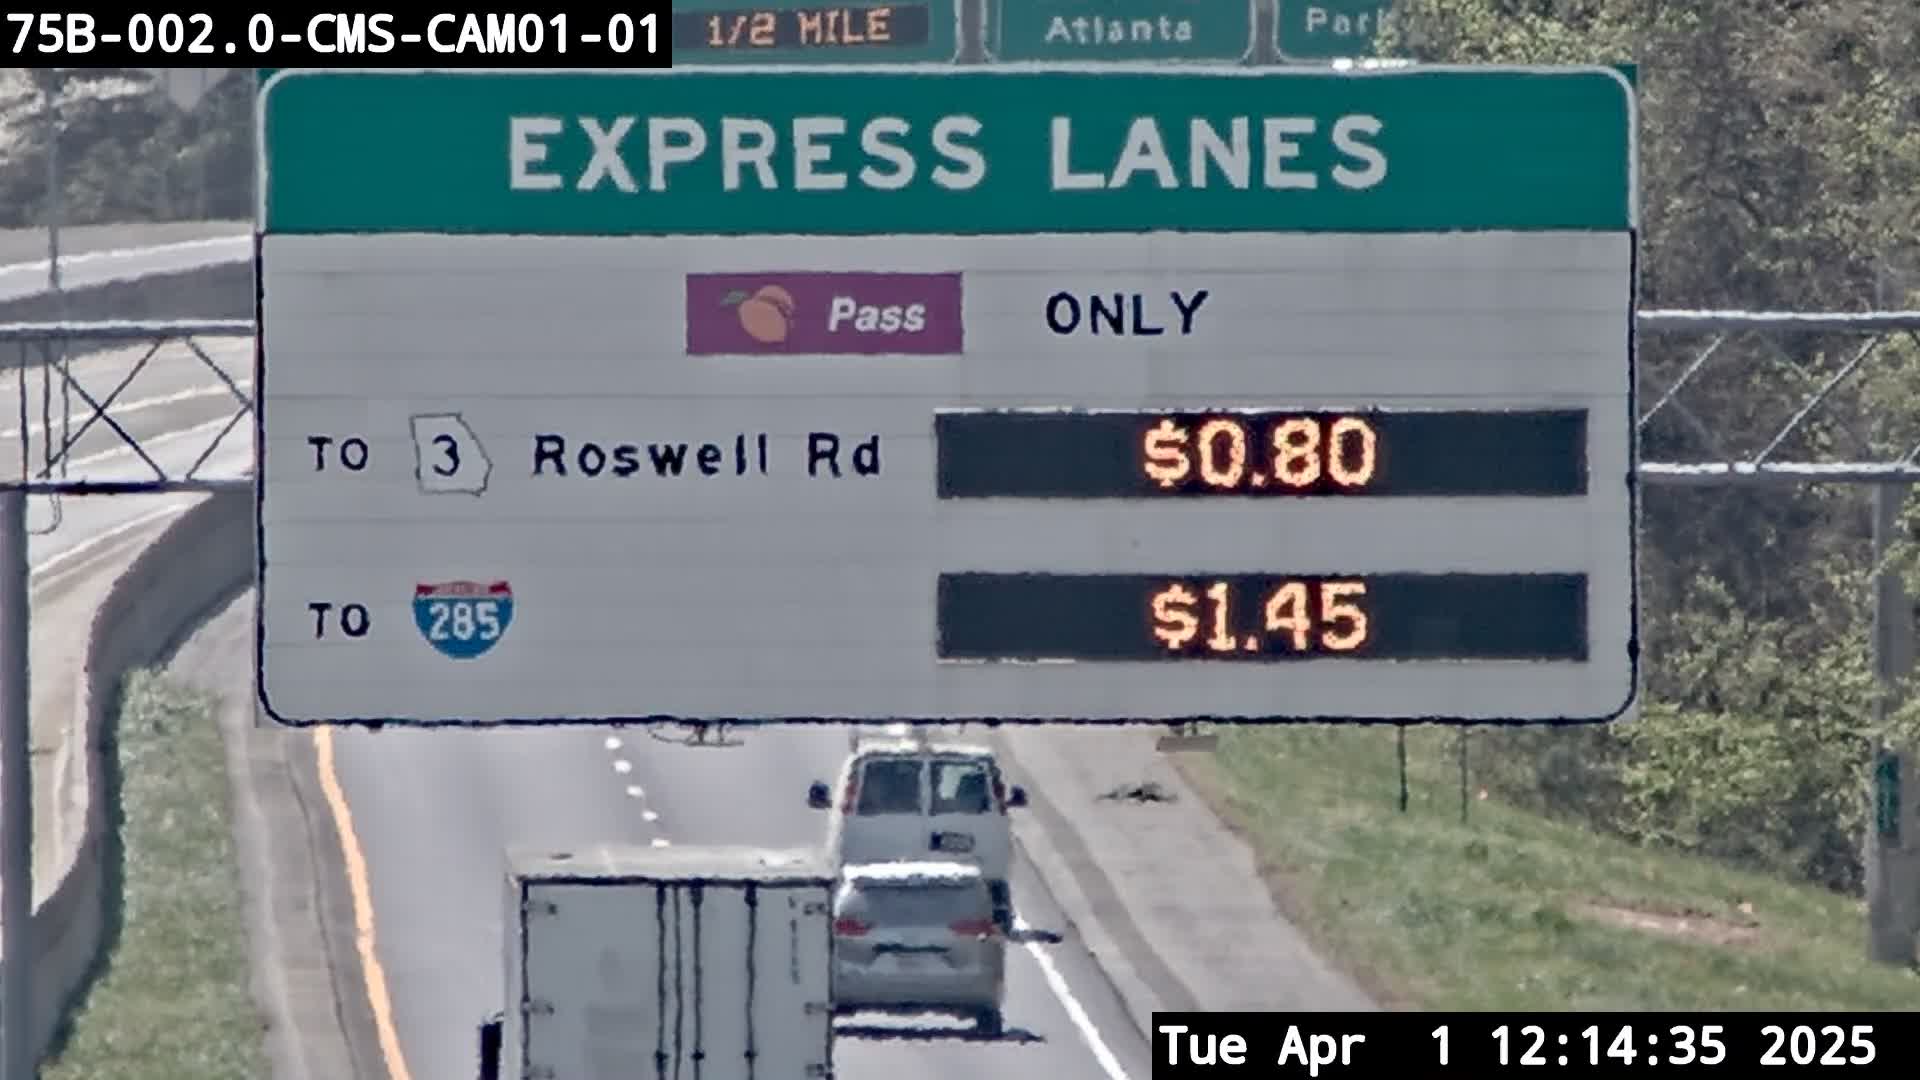 75B-002.0-CMS-CAM01-01
1/2 MILE
Atlanta
EXPRESS LANES
Pass ONLY
TO 3 Roswell Rd $0.80
TO 285 $1.45
Tue Apr 1 12:14:35 2025